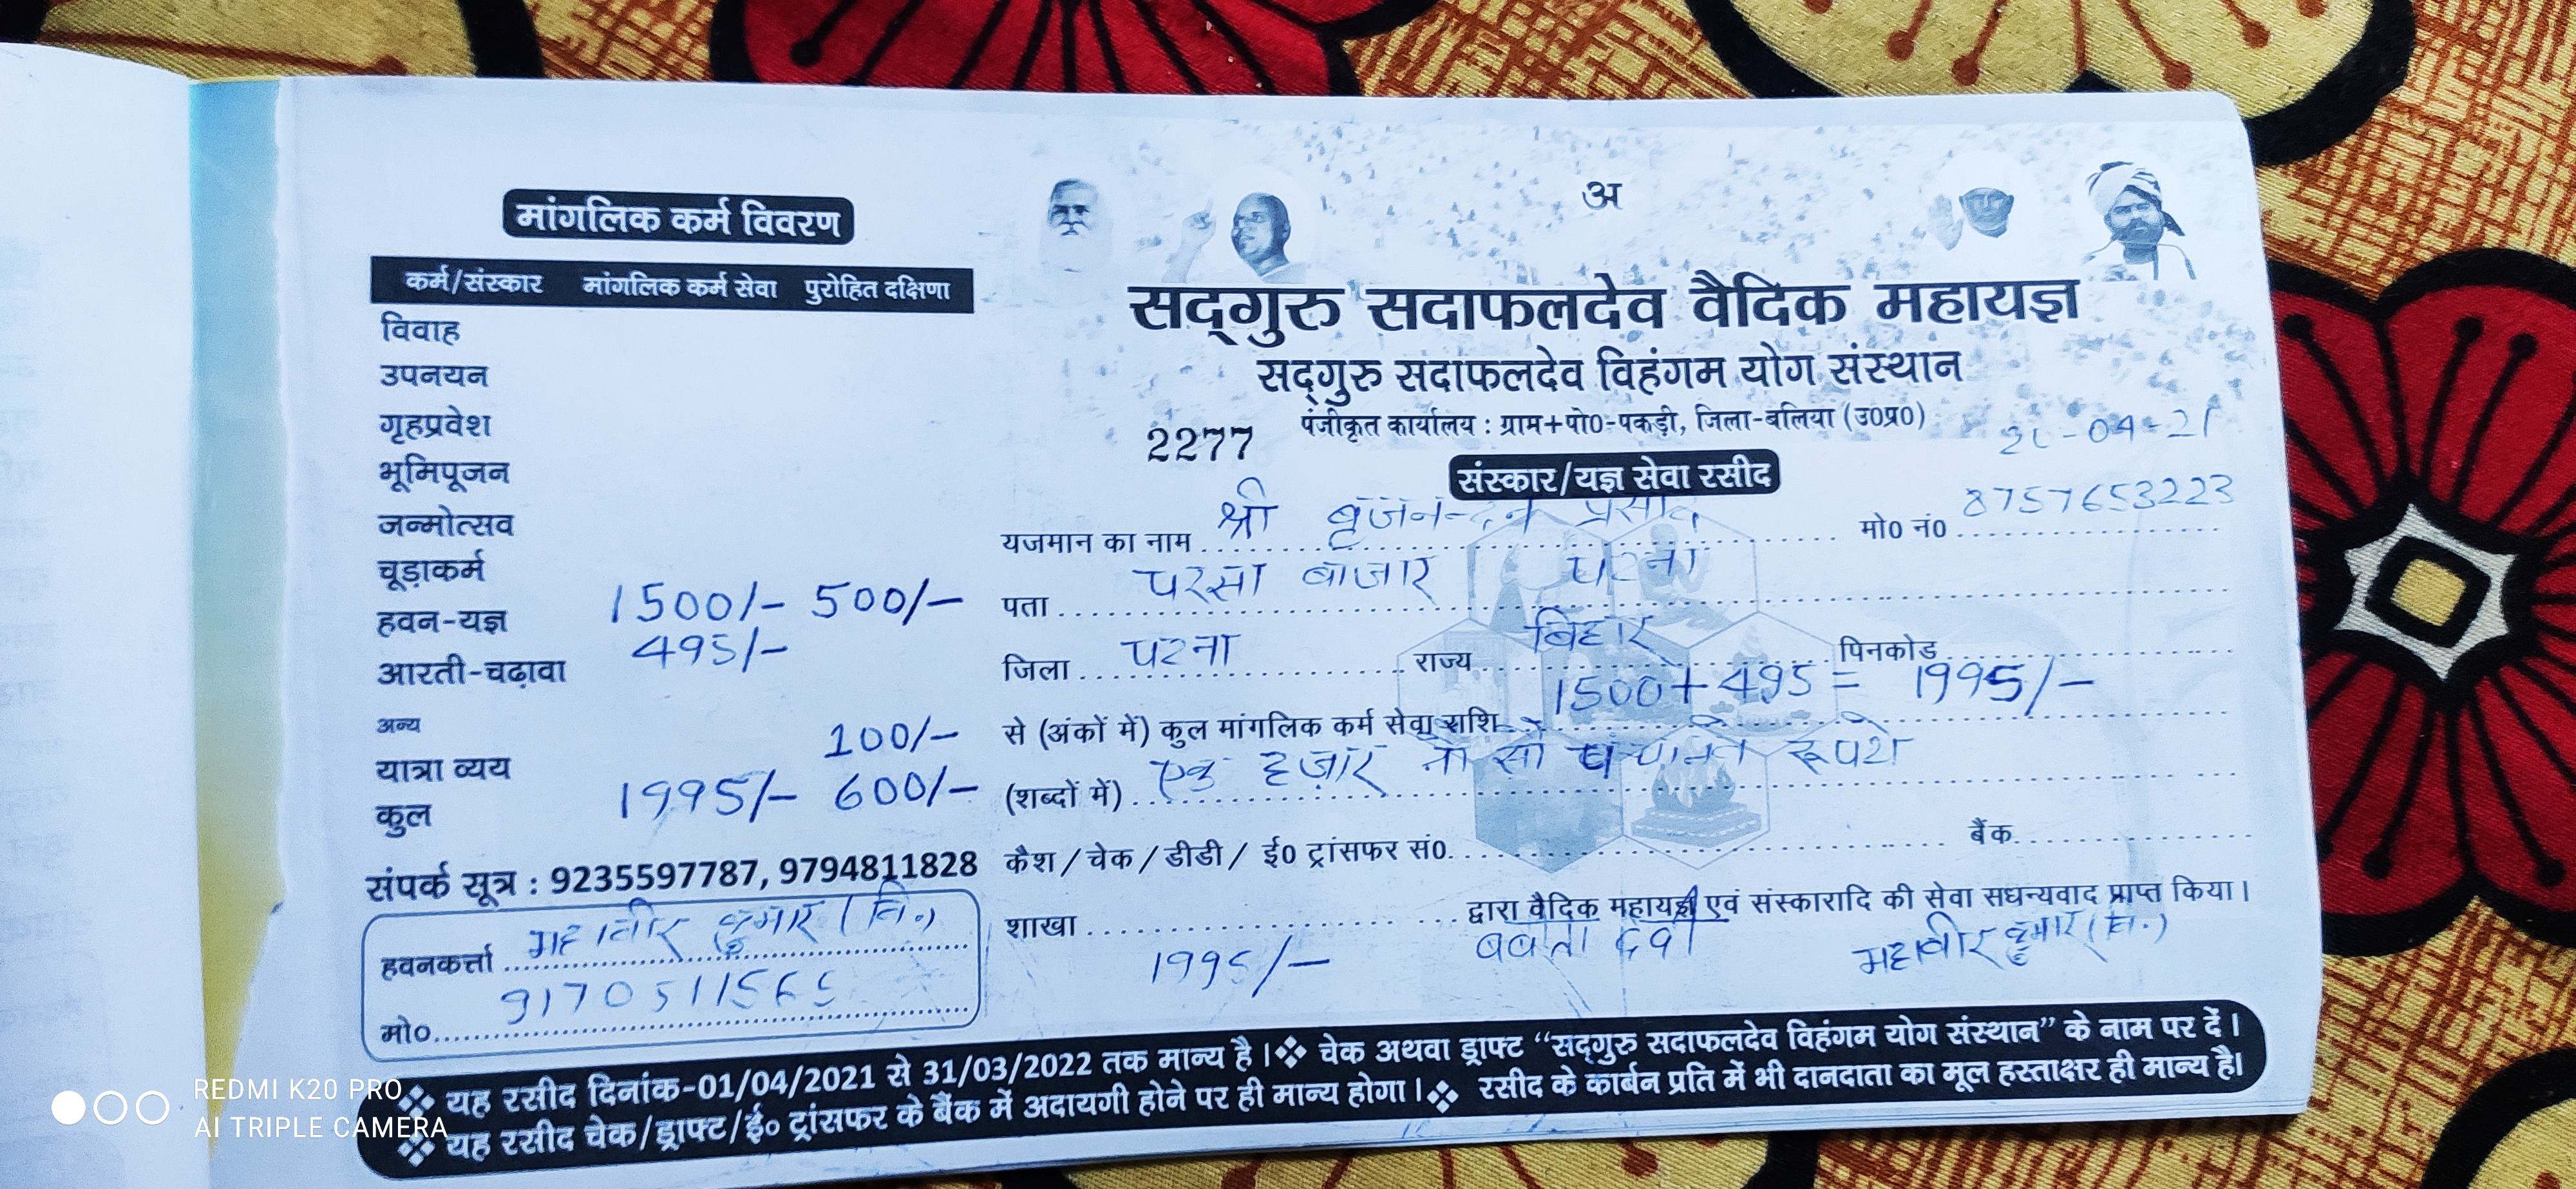 मांगलिक कर्म विवरण
कर्म/संस्कार मांगलिक कर्म सेवा पुरोहित दक्षिणा
विवाह
उपनयन
गृहप्रवेश
भूमिपूजन
जन्मोत्सव
चूड़ाकर्म
हवन-यज्ञ 1500/- 500/-
आरती-चढ़ावा 495/-
अन्य
यात्रा व्यय 100/-
कुल 1995/- 600/-
संपर्क सूत्र : 9235597787, 9794811828
हवनकर्त्ता महावीर कुमार (वि.)
मो०
अ
सद्गुरु सदाफलदेव वैदिक महायज्ञ
सद्गुरु सदाफलदेव विहंगम योग संस्थान
पंजीकृत कार्यालय : ग्राम+पो0-पकड़ी, जिला-बलिया (उ0प्र0)
2277
संस्कार/यज्ञ सेवा रसीद
यजमान का नाम श्री बृजनन्दन प्रसाद मो0 नं0 8757653223
पता परसा बाजार पटना
जिला पटना राज्य बिहार पिनकोड
से (अंकों में) कुल मांगलिक कर्म सेवा राशि 1500+495= 1995/-
(शब्दों में) एक हज़ार नौ सौ पंचानवे रूपये
कैश/चेक/डीडी/ ई0 ट्रांसफर सं0 बैंक
शाखा द्वारा वैदिक महायज्ञ एवं संस्कारादि की सेवा सधन्यवाद प्राप्त किया।
1995/- देवी महावीर कुमार (वि.)
❖ यह रसीद दिनांक-01/04/2021 से 31/03/2022 तक मान्य है।❖ चेक अथवा ड्राफ्ट “सद्गुरु सदाफलदेव विहंगम योग संस्थान” के नाम पर दें।
❖ यह रसीद चेक/ड्राफ्ट/ई० ट्रांसफर के बैंक में अदायगी होने पर ही मान्य होगा।❖ रसीद के कार्बन प्रति में भी दानदाता का मूल हस्ताक्षर ही मान्य है।
REDMI K20 PRO
AI TRIPLE CAMERA